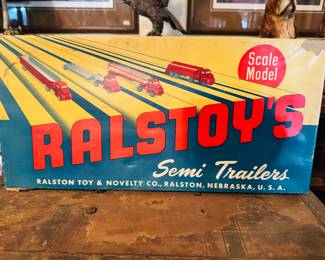 Scale
Model
RALSTOY'S
Semi Trailers
RALSTON TOY & NOVELTY CO., RALSTON, NEBRASKA, U. S. A.